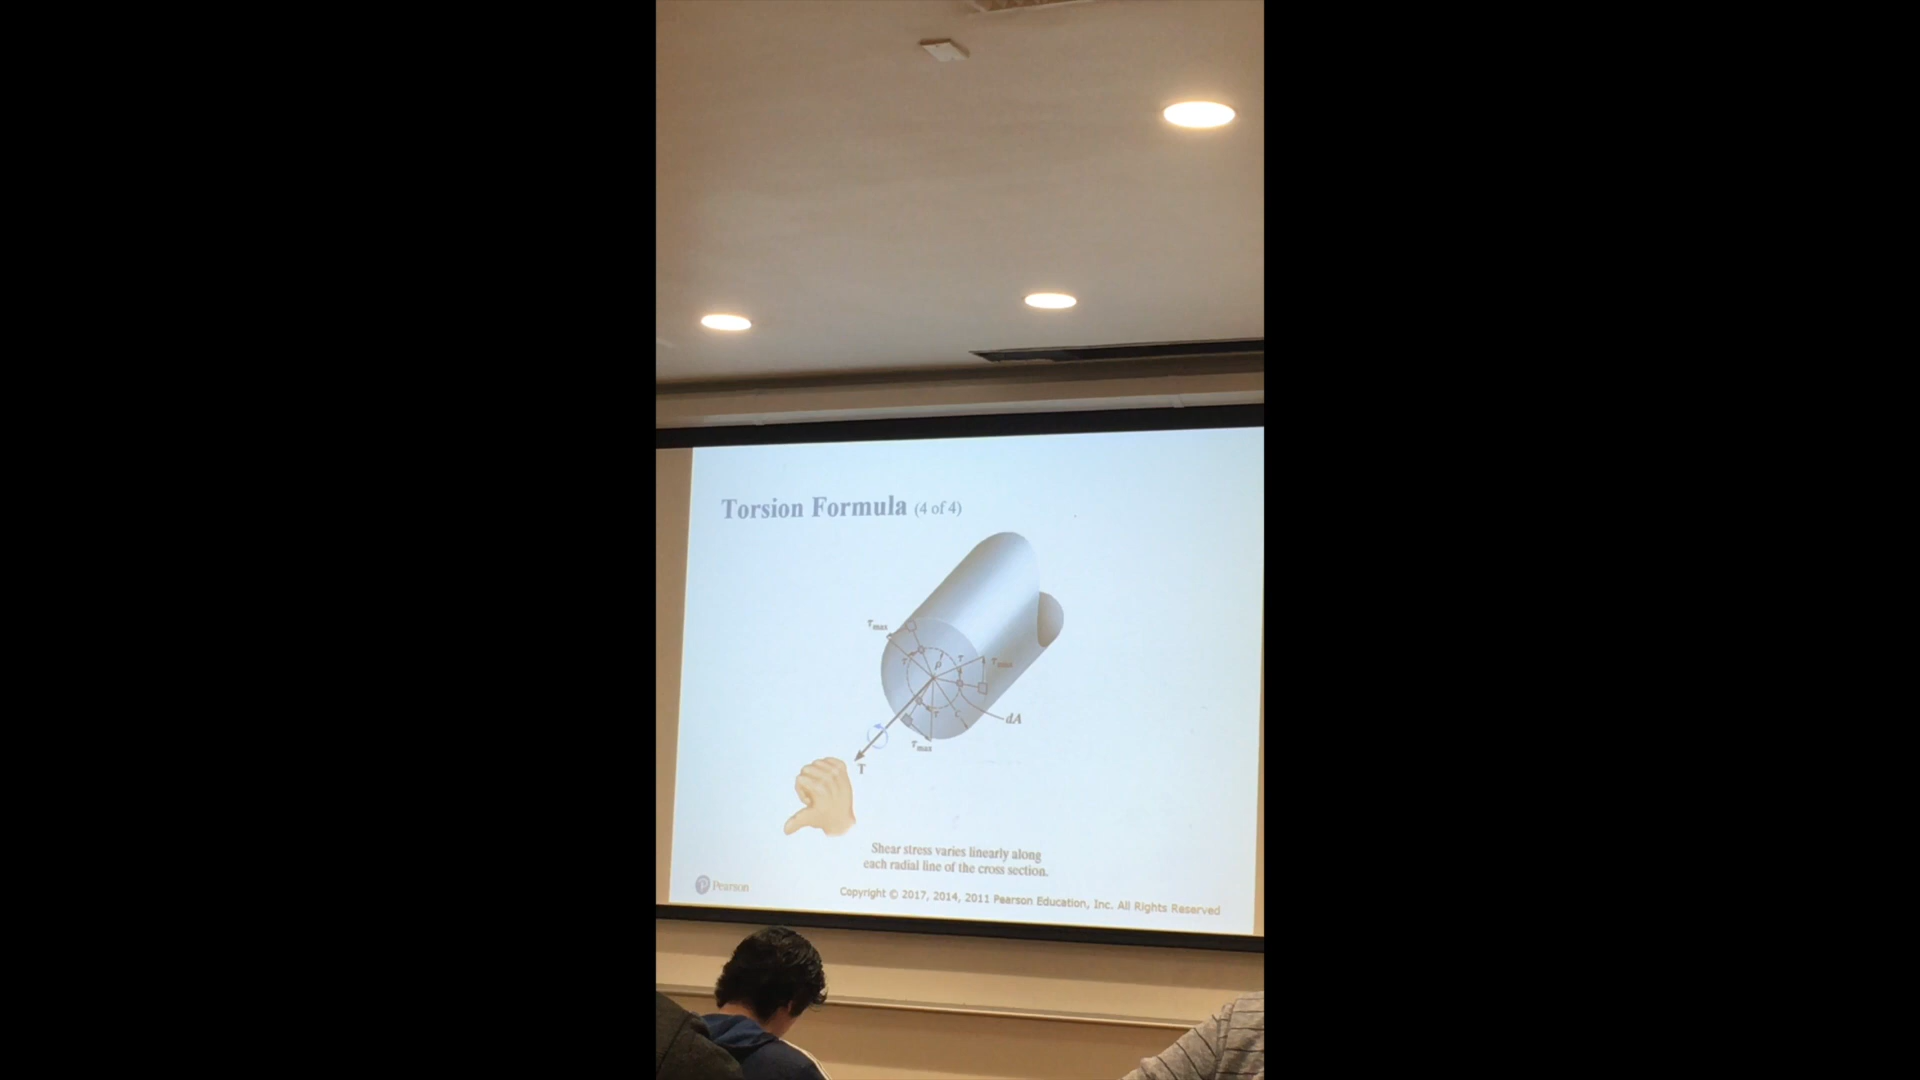 Torsion Formula (4 of 4)
τmax
τ
ρ
τ
τmax
τ
c
dA
τmax
T
Shear stress varies linearly along
each radial line of the cross section.
Pearson
Copyright © 2017, 2014, 2011 Pearson Education, Inc. All Rights Reserved